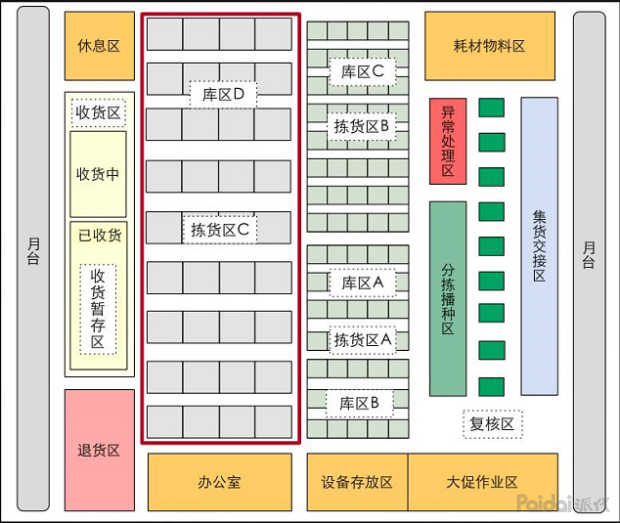 休息区
库区D
库区C
耗材物料区
收货区
拣货区B
异常处理区
收货中
月台
已收货
拣货区C
收货暂存区
库区A
分拣播种区
集货交接区
月台
拣货区A
库区B
复核区
退货区
办公室
设备存放区
大促作业区
Paidai派代